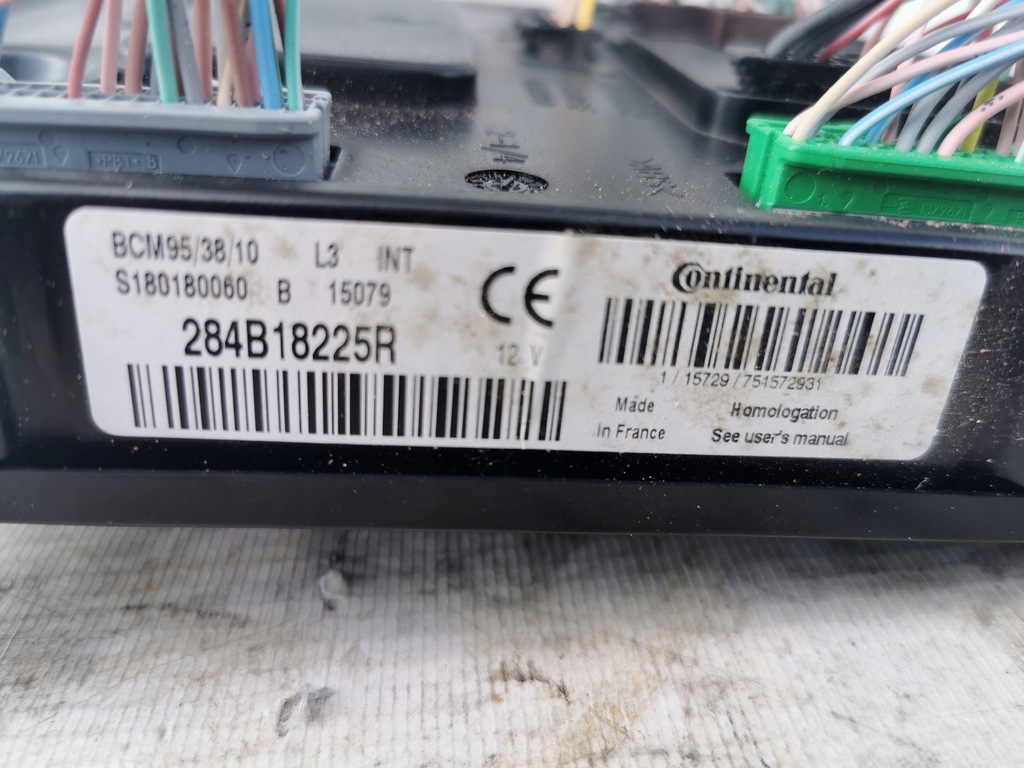 BCM95/38/10 L3 INT
S180180060 B 15079
284B18225R
12 V
CE
Continental
1 / 15729 / 751572931
Made
in France
Homologation
See user's manual